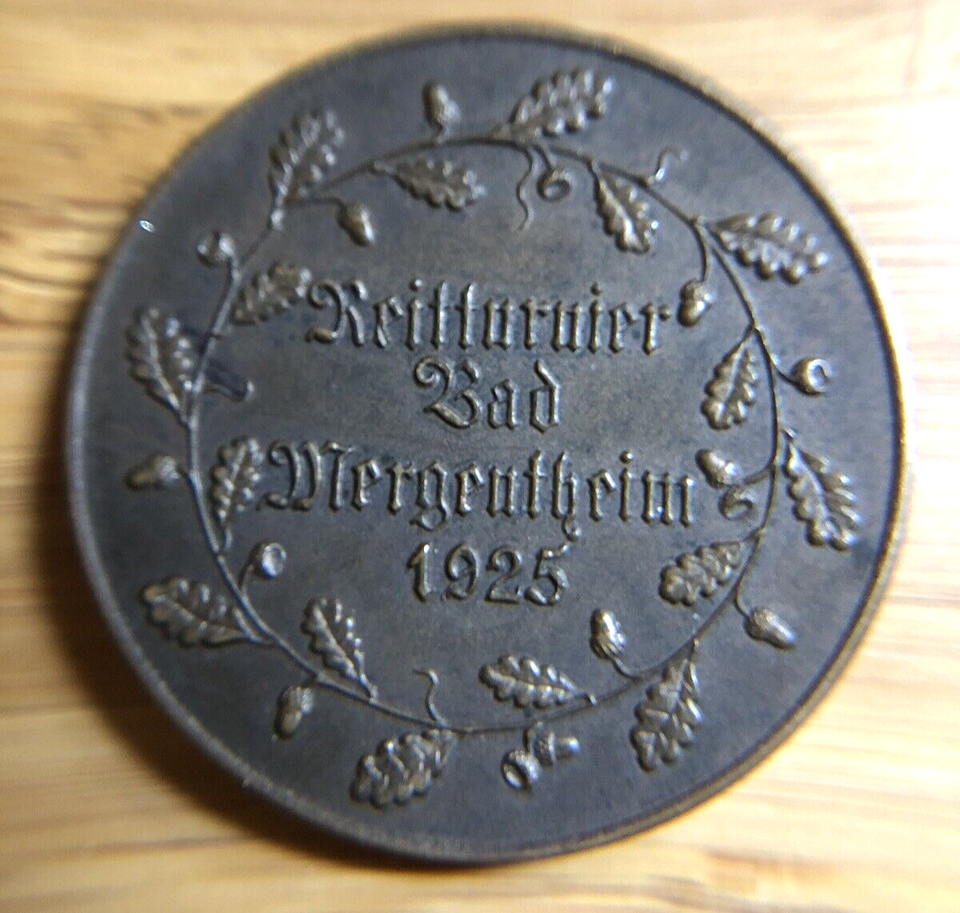 Reitturnier
Bad
Mergentheim
1925